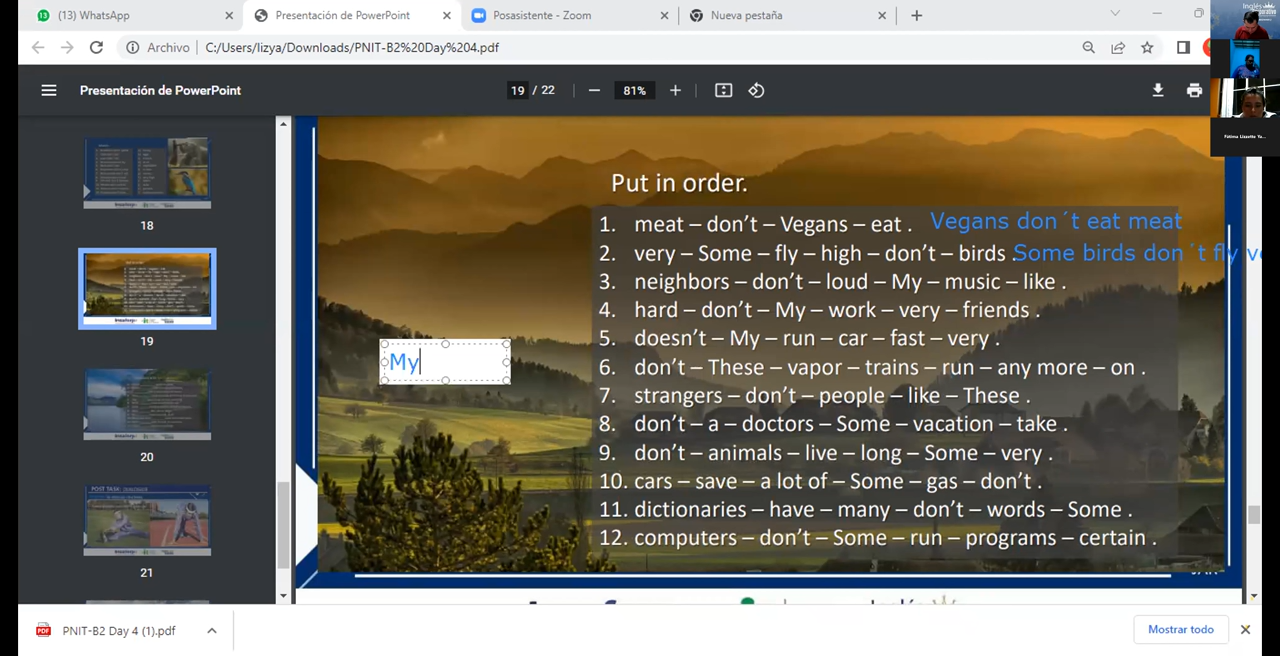 (13) WhatsApp
Presentación de PowerPoint
Posasistente - Zoom
Nueva pestaña
Archivo
C:/Users/lizya/Downloads/PNIT-B2%20Day%204.pdf
Presentación de PowerPoint
19 / 22
81%
18
19
20
21
Put in order.
1. meat – don't – Vegans – eat . Vegans don´t eat meat
2. very – Some – fly – high – don't – birds . Some birds don´t fly
3. neighbors – don't – loud – My – music – like .
4. hard – don't – My – work – very – friends .
5. doesn't – My – run – car – fast – very .
My
6. don't – These – vapor – trains – run – any more – on .
7. strangers – don't – people – like – These .
8. don't – a – doctors – Some – vacation – take .
9. don't – animals – live – long – Some – very .
10. cars – save – a lot of – Some – gas – don't .
11. dictionaries – have – many – don't – words – Some .
12. computers – don't – Some – run – programs – certain .
PNIT-B2 Day 4 (1).pdf
Mostrar todo